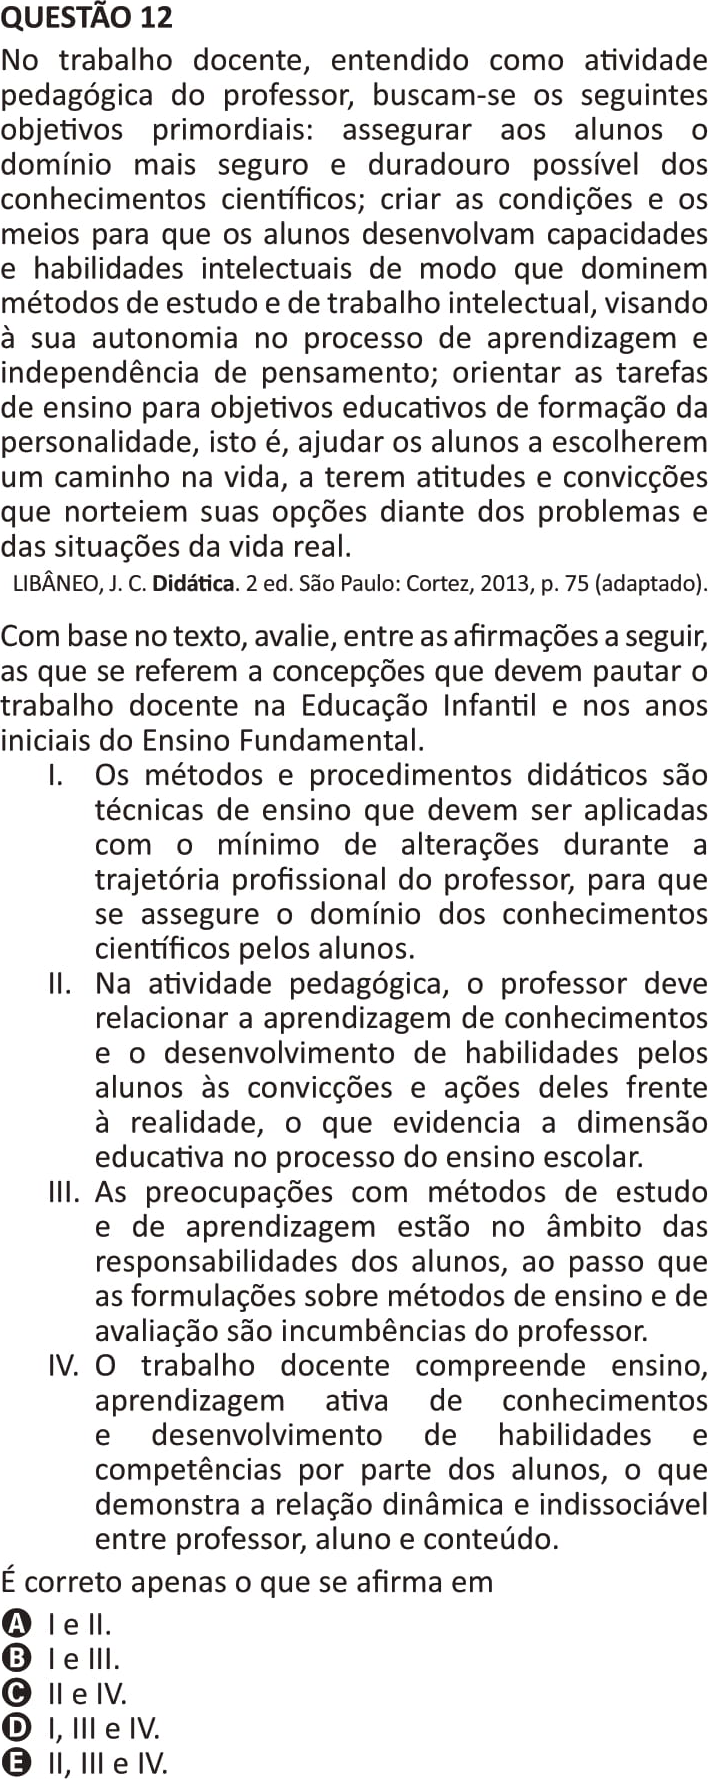 QUESTÃO 12
No trabalho docente, entendido como atividade
pedagógica do professor, buscam-se os seguintes
objetivos primordiais: assegurar aos alunos o
domínio mais seguro e duradouro possível dos
conhecimentos científicos; criar as condições e os
meios para que os alunos desenvolvam capacidades
e habilidades intelectuais de modo que dominem
métodos de estudo e de trabalho intelectual, visando
à sua autonomia no processo de aprendizagem e
independência de pensamento; orientar as tarefas
de ensino para objetivos educativos de formação da
personalidade, isto é, ajudar os alunos a escolherem
um caminho na vida, a terem atitudes e convicções
que norteiem suas opções diante dos problemas e
das situações da vida real.
LIBÂNEO, J. C. Didática. 2 ed. São Paulo: Cortez, 2013, p. 75 (adaptado).
Com base no texto, avalie, entre as afirmações a seguir,
as que se referem a concepções que devem pautar o
trabalho docente na Educação Infantil e nos anos
iniciais do Ensino Fundamental.
I. Os métodos e procedimentos didáticos são
técnicas de ensino que devem ser aplicadas
com o mínimo de alterações durante a
trajetória profissional do professor, para que
se assegure o domínio dos conhecimentos
científicos pelos alunos.
II. Na atividade pedagógica, o professor deve
relacionar a aprendizagem de conhecimentos
e o desenvolvimento de habilidades pelos
alunos às convicções e ações deles frente
à realidade, o que evidencia a dimensão
educativa no processo do ensino escolar.
III. As preocupações com métodos de estudo
e de aprendizagem estão no âmbito das
responsabilidades dos alunos, ao passo que
as formulações sobre métodos de ensino e de
avaliação são incumbências do professor.
IV. O trabalho docente compreende ensino,
aprendizagem ativa de conhecimentos
e desenvolvimento de habilidades e
competências por parte dos alunos, o que
demonstra a relação dinâmica e indissociável
entre professor, aluno e conteúdo.
É correto apenas o que se afirma em
A I e II.
B I e III.
C II e IV.
D I, III e IV.
E II, III e IV.